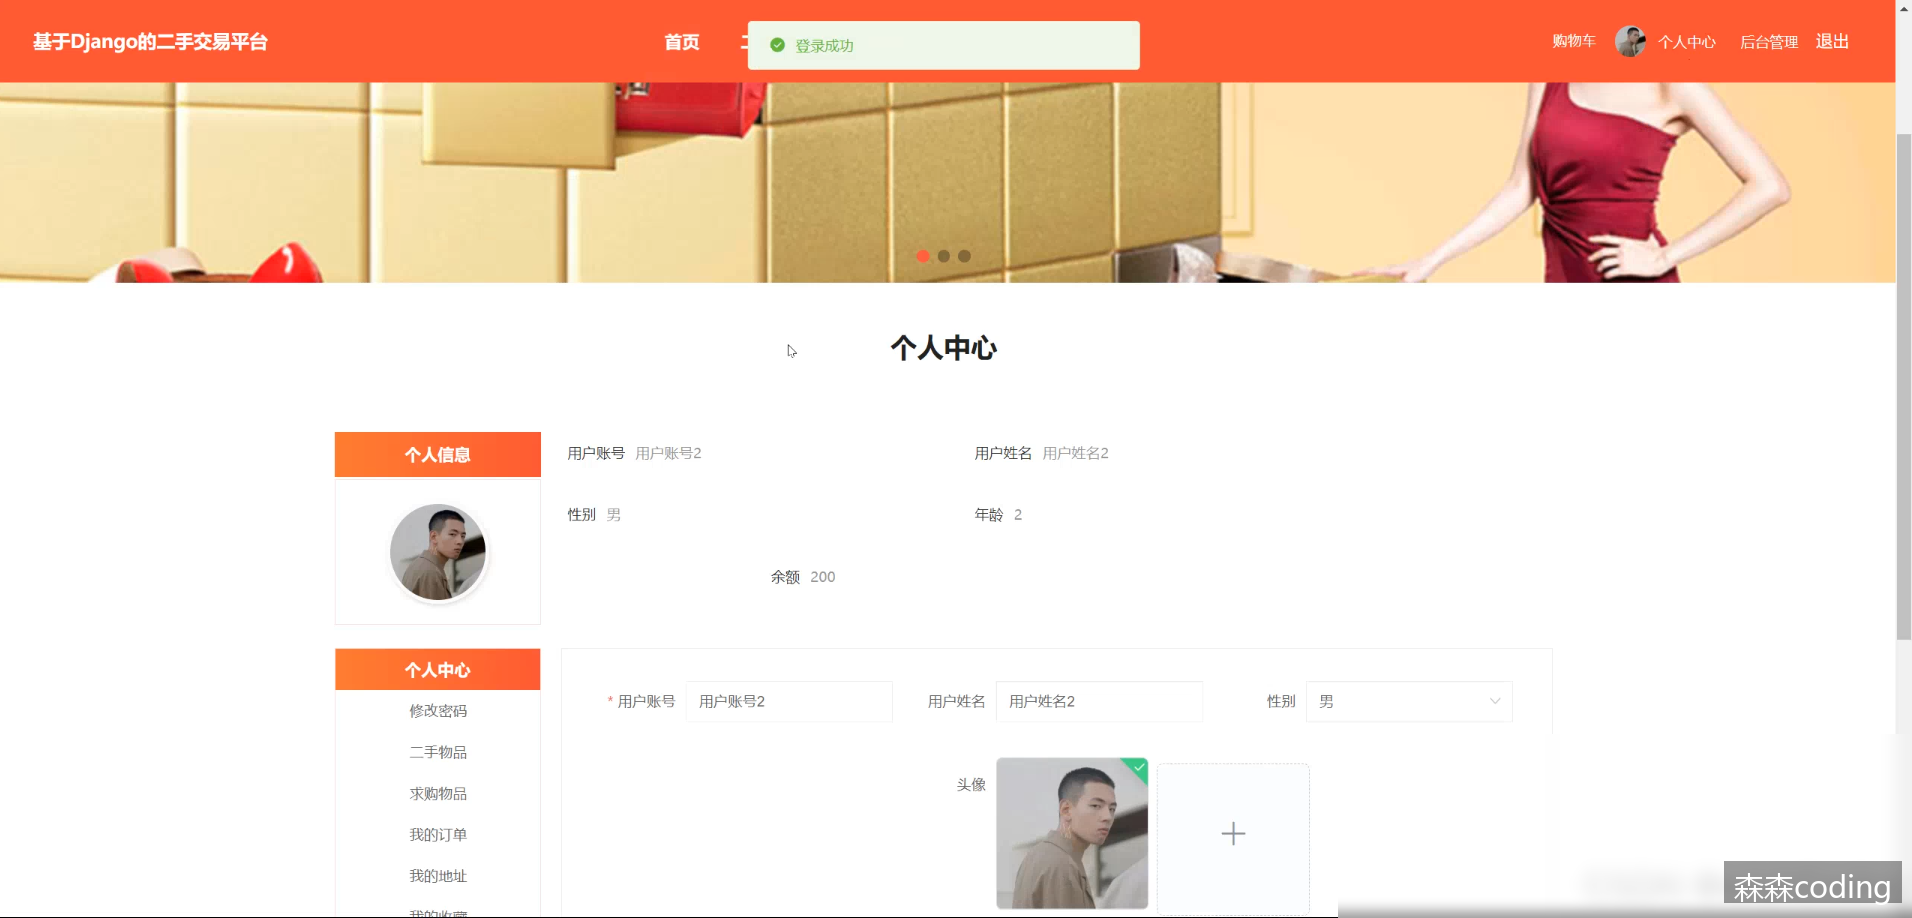 基于Django的二手交易平台
首页
登录成功
购物车
个人中心
后台管理
退出
个人中心
个人信息
用户账号 用户账号2
用户姓名 用户姓名2
性别 男
年龄 2
余额 200
个人中心
修改密码
二手物品
求购物品
我的订单
我的地址
我的收藏
* 用户账号 用户账号2
用户姓名 用户姓名2
性别 男
头像
森森coding